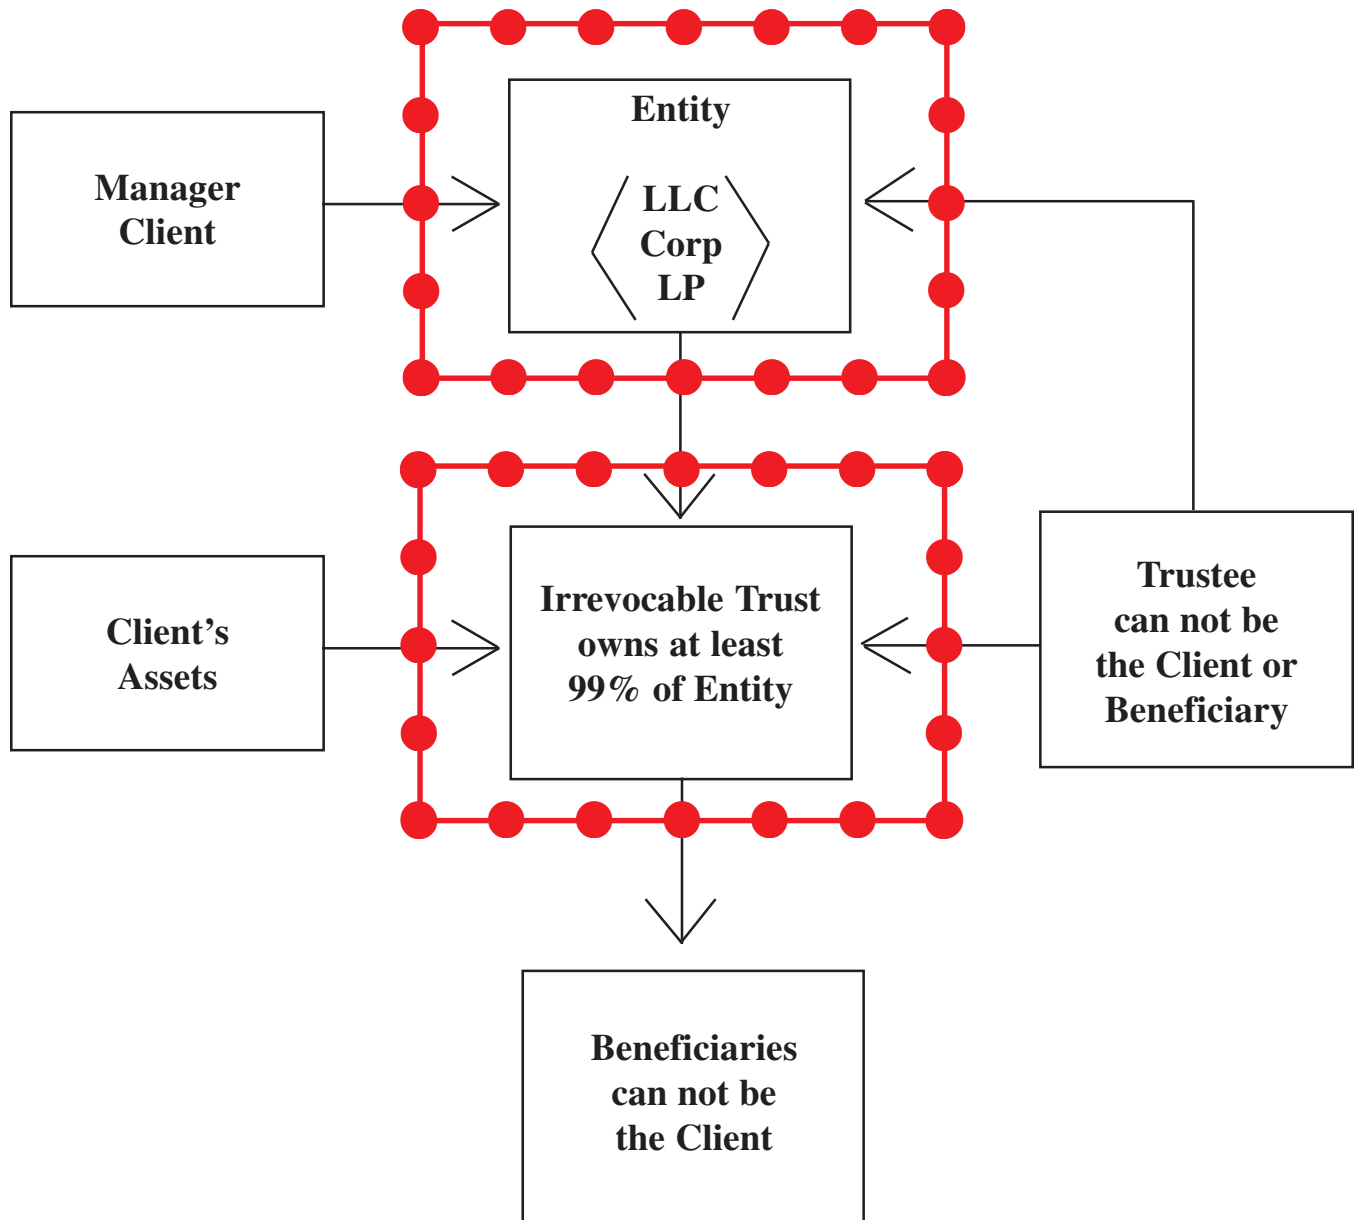 Entity
LLC
Corp
LP
Manager
Client
Irrevocable Trust
owns at least
99% of Entity
Client’s
Assets
Trustee
can not be
the Client or
Beneficiary
Beneficiaries
can not be
the Client